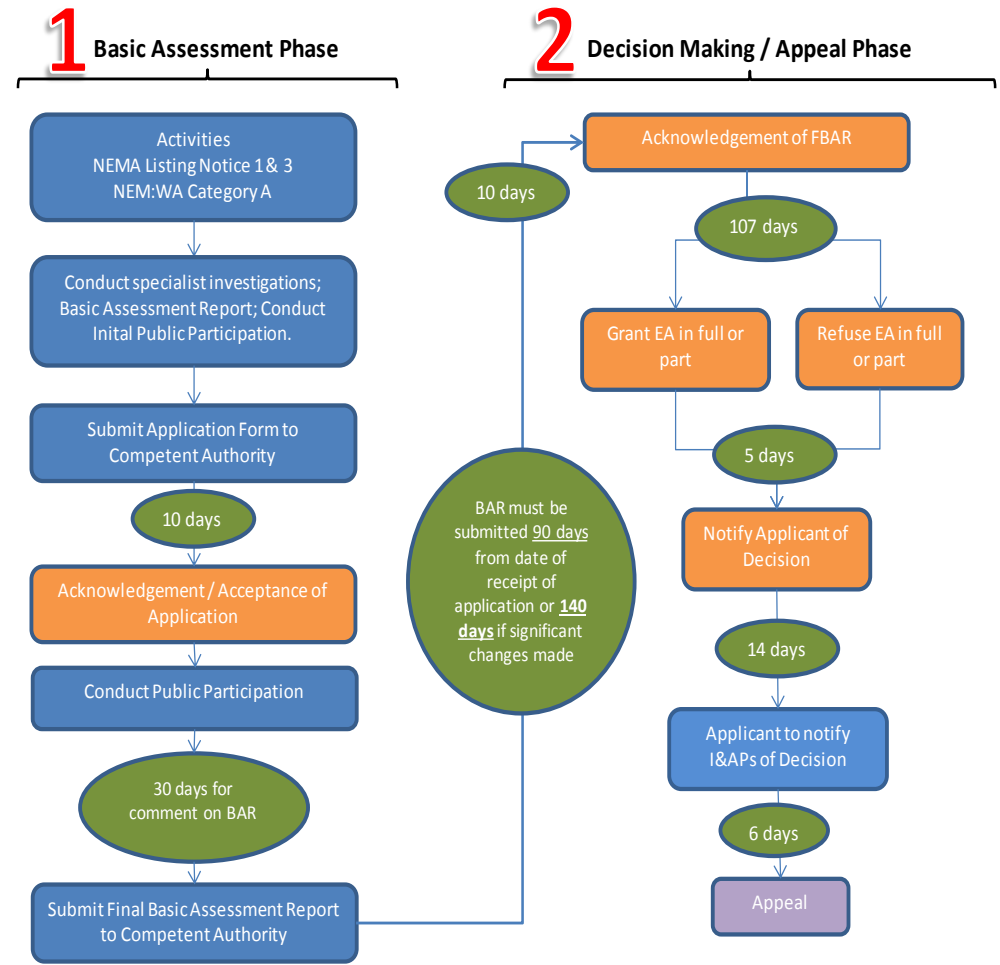 1 Basic Assessment Phase
Activities
NEMA Listing Notice 1 & 3
NEM:WA Category A
Conduct specialist investigations;
Basic Assessment Report; Conduct
Inital Public Participation.
Submit Application Form to
Competent Authority
10 days
Acknowledgement / Acceptance of
Application
Conduct Public Participation
30 days for
comment on BAR
Submit Final Basic Assessment Report
to Competent Authority
BAR must be
submitted 90 days
from date of
receipt of
application or 140
days if significant
changes made
10 days
2 Decision Making / Appeal Phase
Acknowledgement of FBAR
107 days
Grant EA in full or
part
Refuse EA in full
or part
5 days
Notify Applicant of
Decision
14 days
Applicant to notify
I&APs of Decision
6 days
Appeal